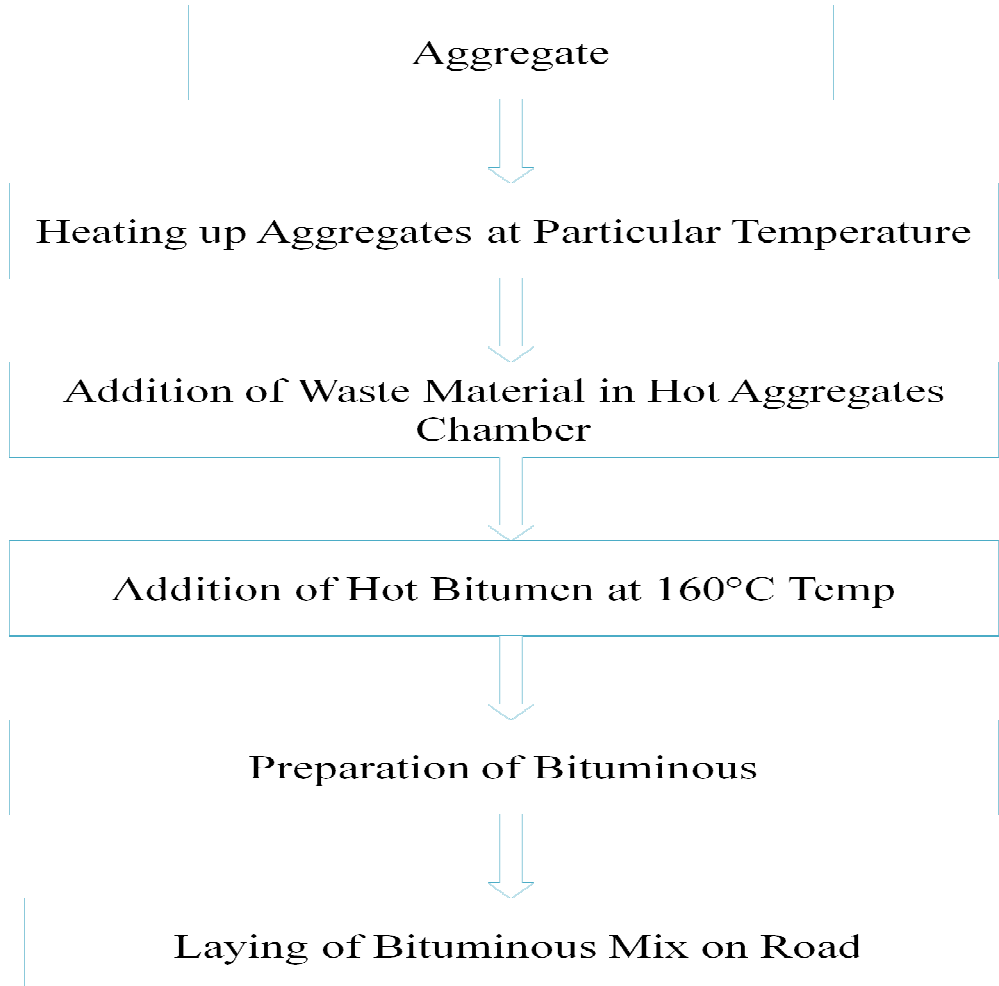 Aggregate
Heating up Aggregates at Particular Temperature
Addition of Waste Material in Hot Aggregates
Chamber
Addition of Hot Bitumen at 160°C Temp
Preparation of Bituminous
Laying of Bituminous Mix on Road